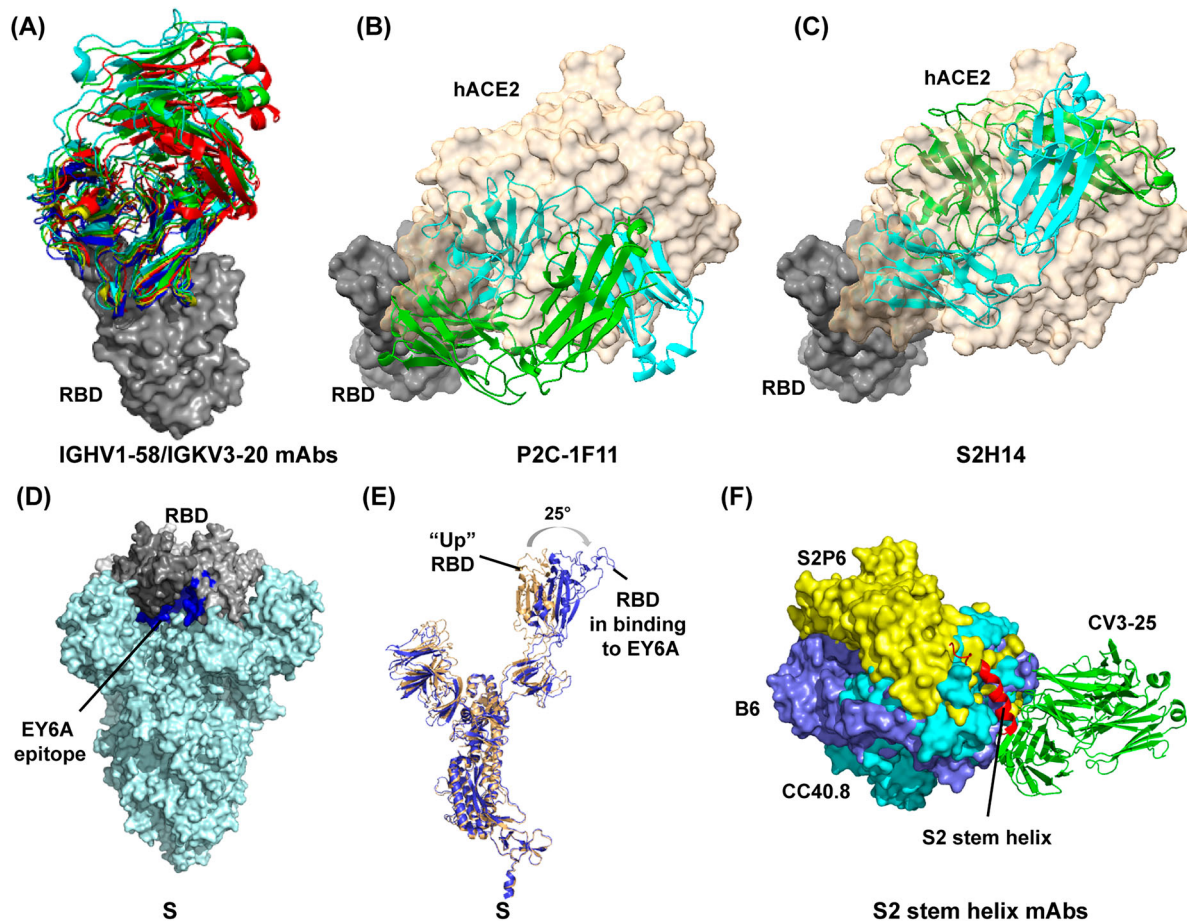 (A)
RBD
IGHV1-58/IGKV3-20 mAbs
(B)
hACE2
RBD
P2C-1F11
(C)
hACE2
RBD
S2H14
(D)
RBD
EY6A
epitope
S
(E)
25°
“Up”
RBD
RBD
in binding
to EY6A
S
(F)
S2P6
CV3-25
B6
CC40.8
S2 stem helix
S2 stem helix mAbs